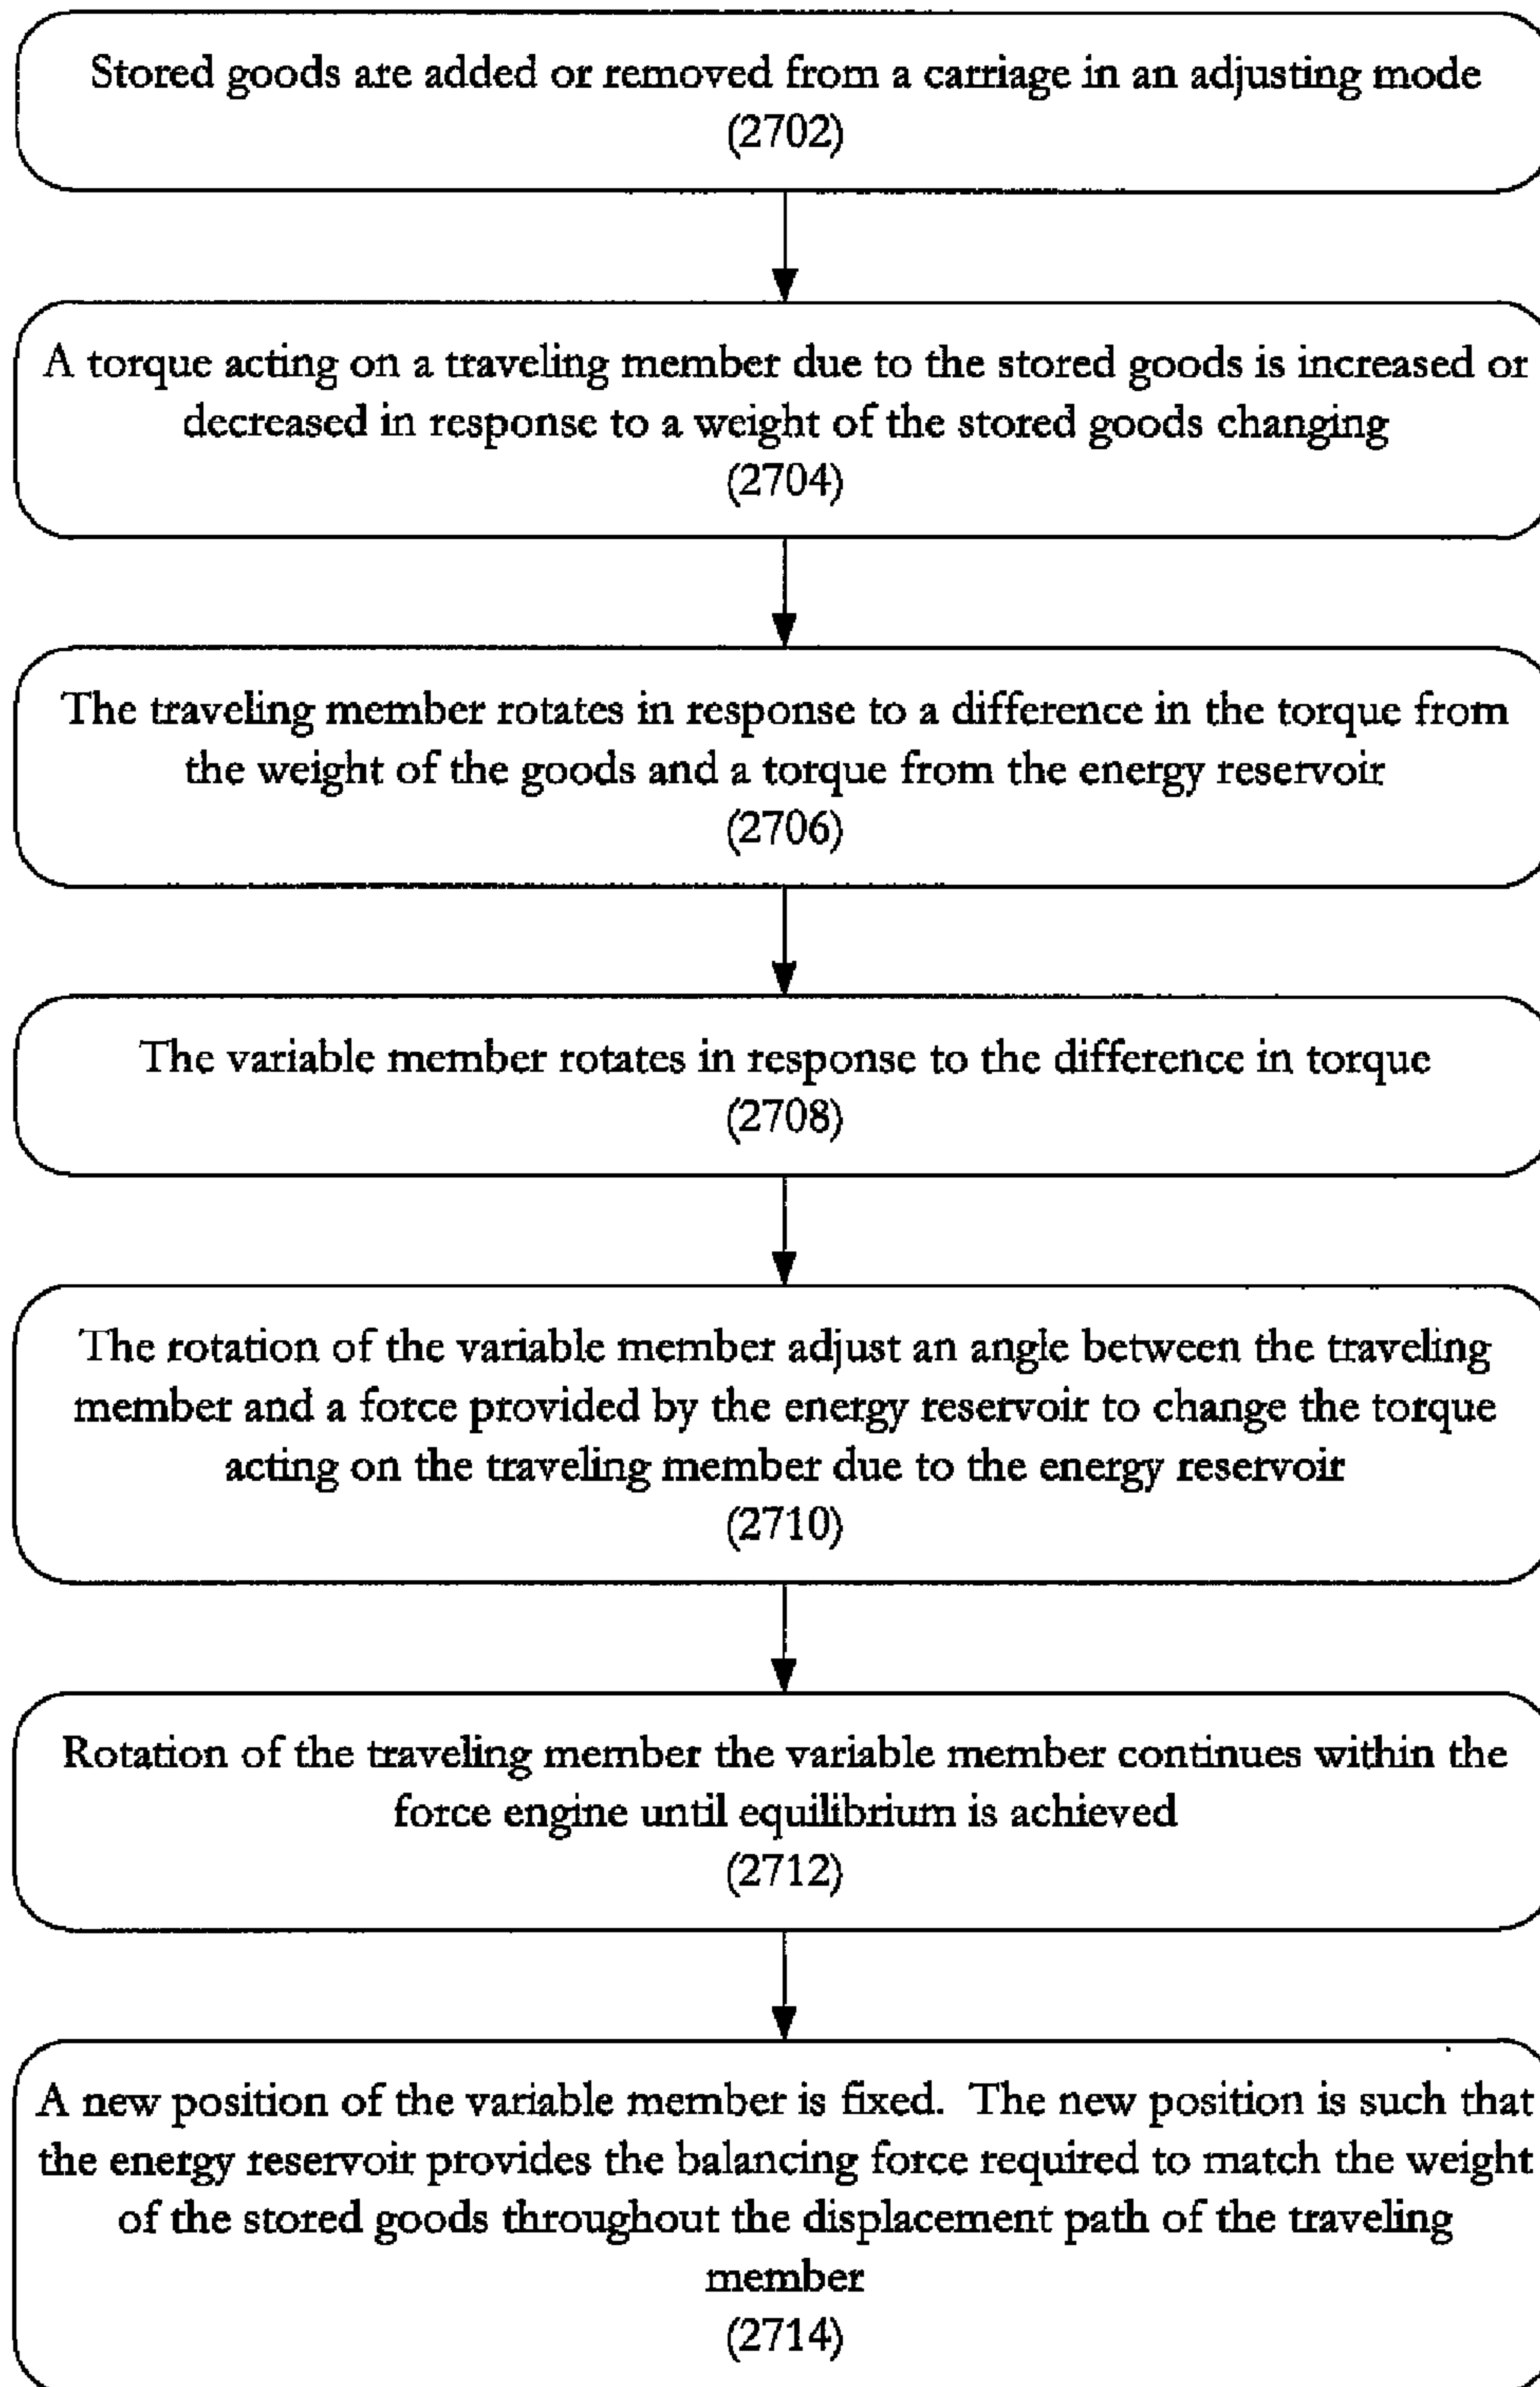 Stored goods are added or removed from a carriage in an adjusting mode
(2702)
A torque acting on a traveling member due to the stored goods is increased or
decreased in response to a weight of the stored goods changing
(2704)
The traveling member rotates in response to a difference in the torque from
the weight of the goods and a torque from the energy reservoir
(2706)
The variable member rotates in response to the difference in torque
(2708)
The rotation of the variable member adjust an angle between the traveling
member and a force provided by the energy reservoir to change the torque
acting on the traveling member due to the energy reservoir
(2710)
Rotation of the traveling member the variable member continues within the
force engine until equilibrium is achieved
(2712)
A new position of the variable member is fixed. The new position is such that
the energy reservoir provides the balancing force required to match the weight
of the stored goods throughout the displacement path of the traveling
member
(2714)